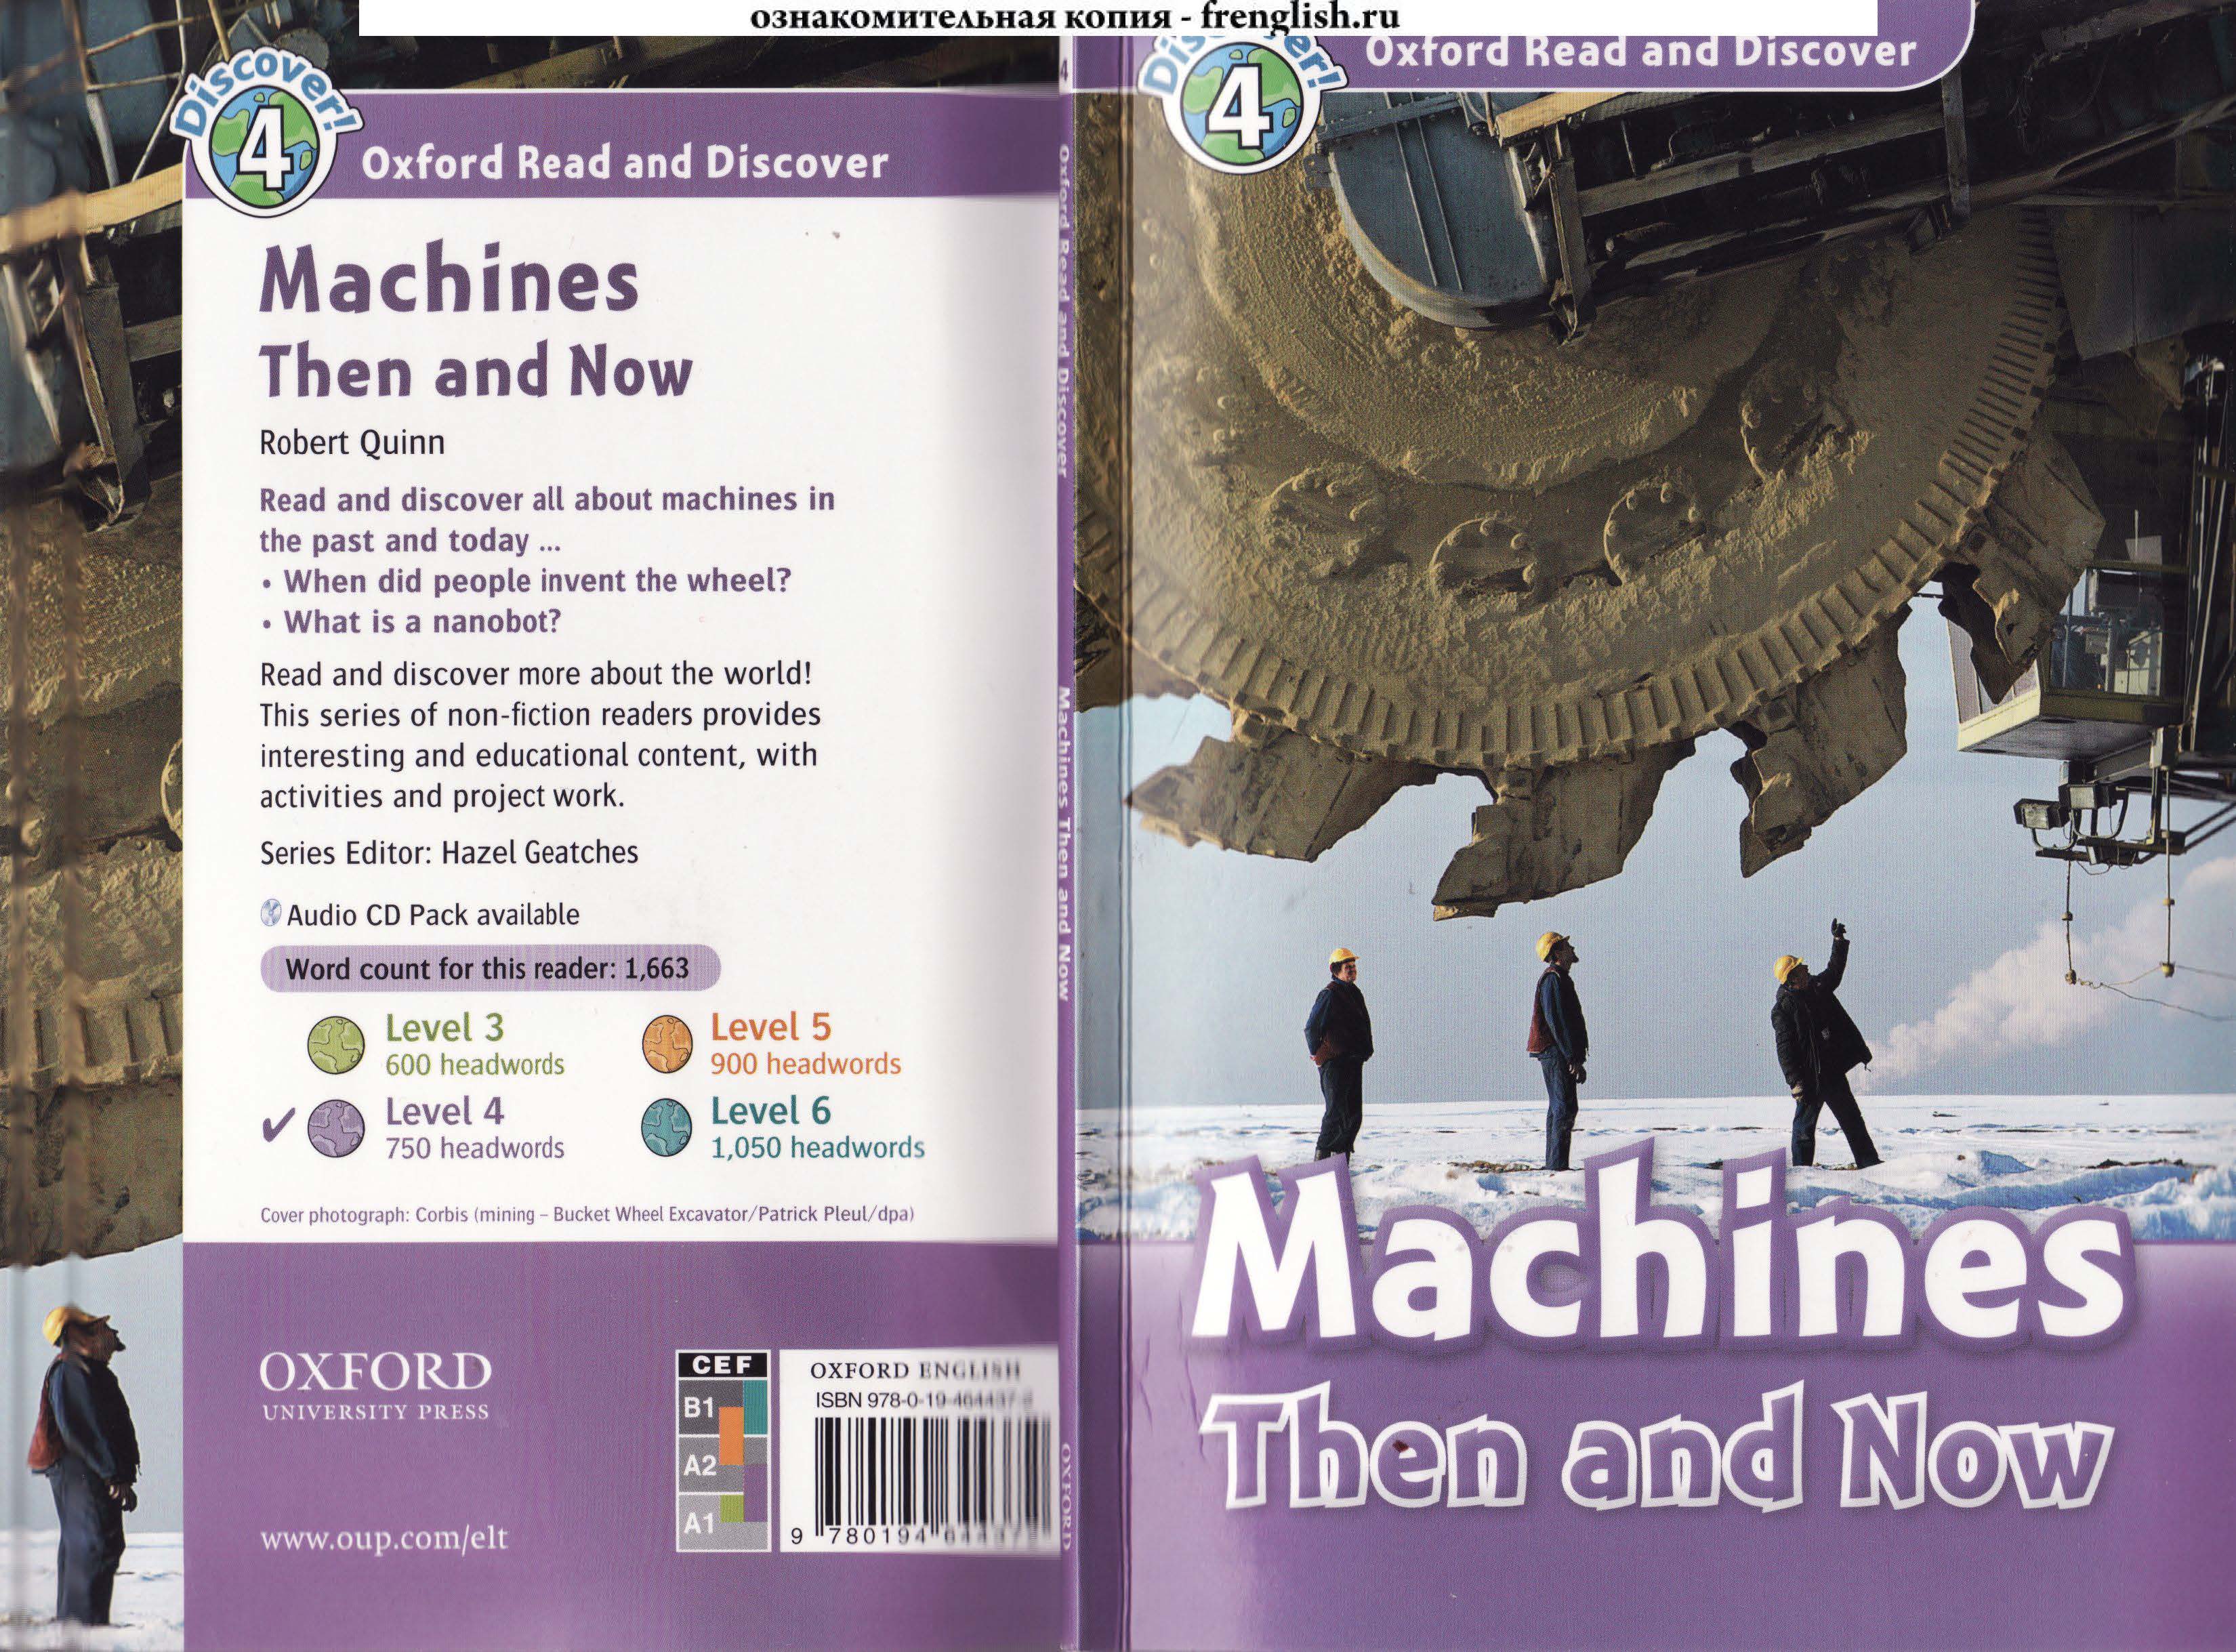 ознакомительная копия - frenglish.ru
Discover!
4
Oxford Read and Discover
Machines
Then and Now
Robert Quinn
Read and discover all about machines in
the past and today ...
• When did people invent the wheel?
• What is a nanobot?
Read and discover more about the world!
This series of non-fiction readers provides
interesting and educational content, with
activities and project work.
Series Editor: Hazel Geatches
Audio CD Pack available
Word count for this reader: 1,663
Level 3
600 headwords
Level 4
750 headwords
Level 5
900 headwords
Level 6
1,050 headwords
Cover photograph: Corbis (mining – Bucket Wheel Excavator/Patrick Pleul/dpa)
OXFORD
UNIVERSITY PRESS
www.oup.com/elt
CEF
B1
A2
A1
OXFORD ENGLISH
ISBN 978-0-19-
9 780194
4
Oxford Read and Discover
Machines Then and Now
OXFORD
Discover!
4
Oxford Read and Discover
Machines
Then and Now